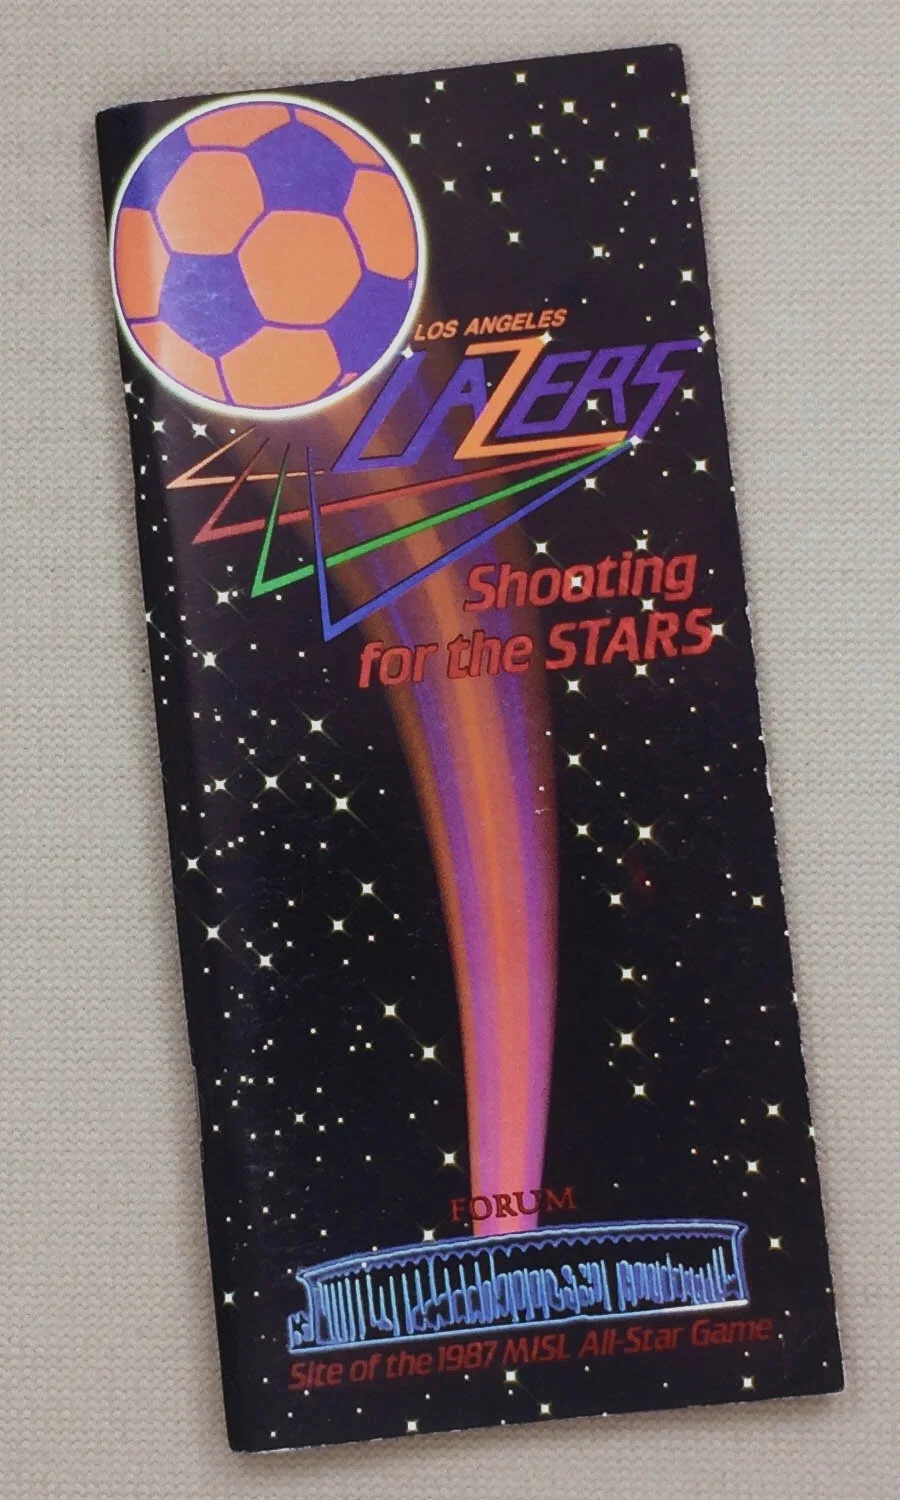 LOS ANGELES
LAZERS
Shooting
for the STARS
FORUM
Site of the 1987 MISL All-Star Game